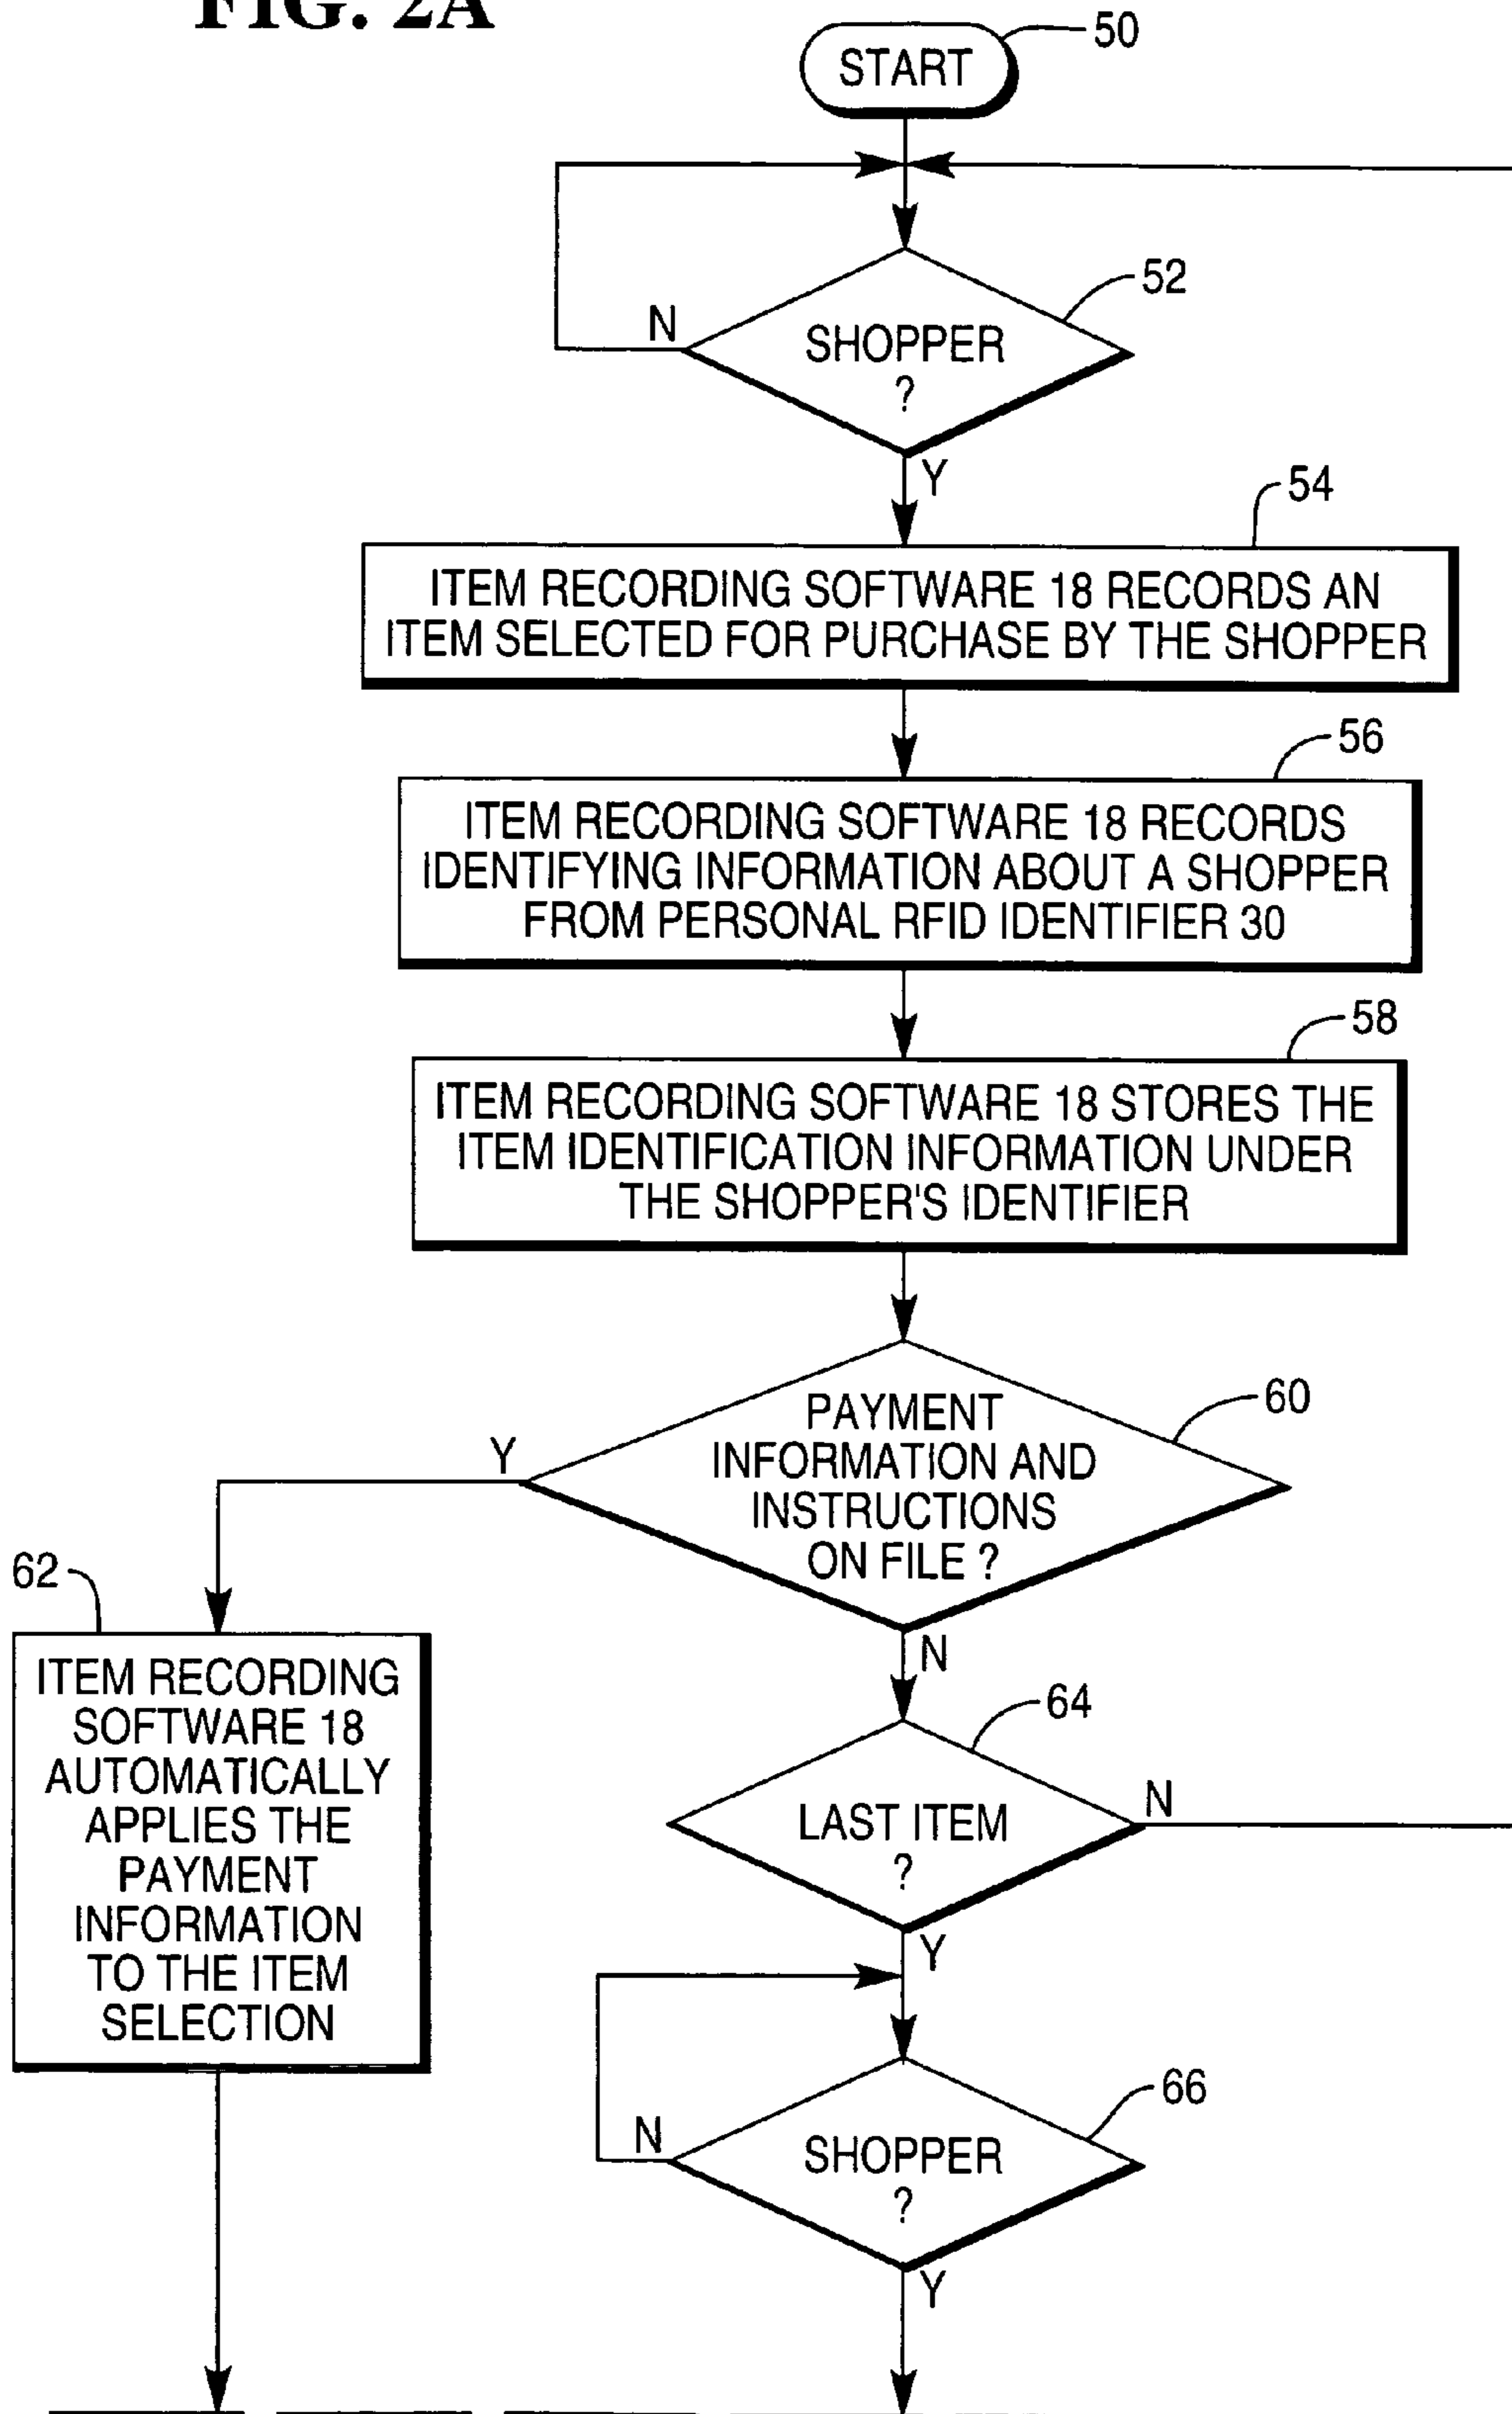 FIG. 2A
START
50
52
N
SHOPPER
?
Y
54
ITEM RECORDING SOFTWARE 18 RECORDS AN
ITEM SELECTED FOR PURCHASE BY THE SHOPPER
56
ITEM RECORDING SOFTWARE 18 RECORDS
IDENTIFYING INFORMATION ABOUT A SHOPPER
FROM PERSONAL RFID IDENTIFIER 30
58
ITEM RECORDING SOFTWARE 18 STORES THE
ITEM IDENTIFICATION INFORMATION UNDER
THE SHOPPER'S IDENTIFIER
60
Y
PAYMENT
INFORMATION AND
INSTRUCTIONS
ON FILE ?
N
62
ITEM RECORDING
SOFTWARE 18
AUTOMATICALLY
APPLIES THE
PAYMENT
INFORMATION
TO THE ITEM
SELECTION
64
LAST ITEM
?
N
Y
66
N
SHOPPER
?
Y